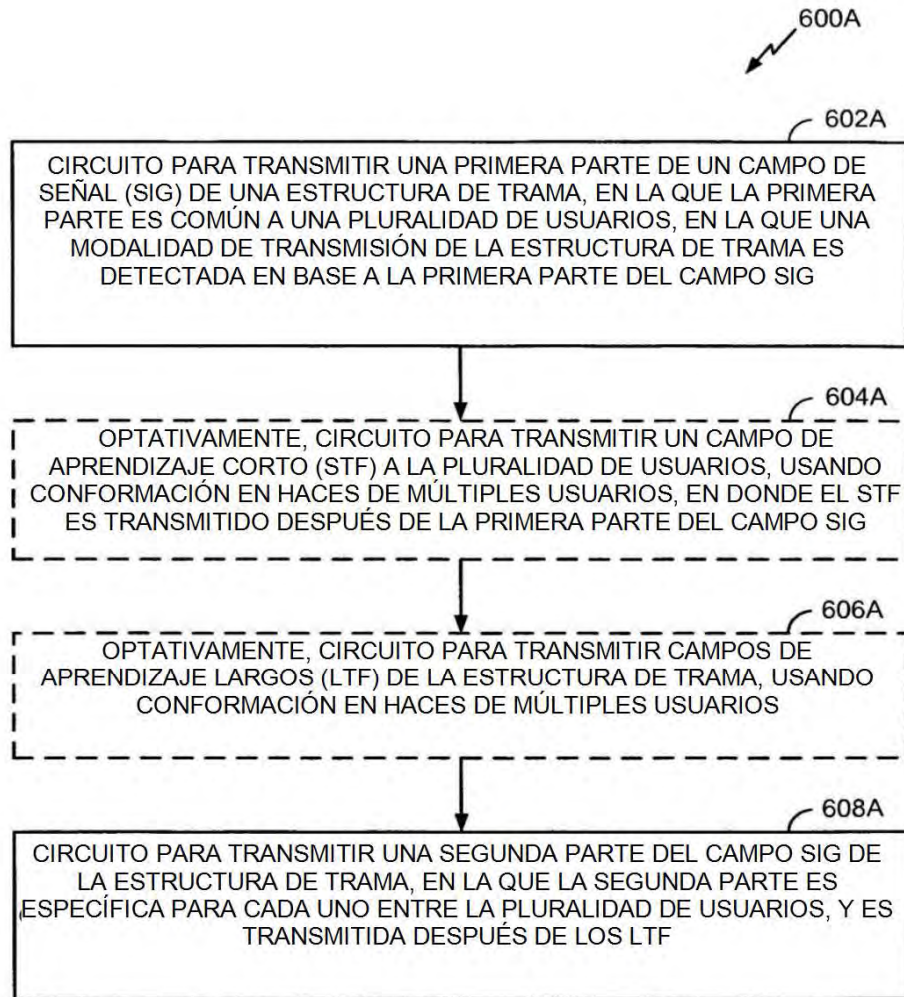 600A
602A
CIRCUITO PARA TRANSMITIR UNA PRIMERA PARTE DE UN CAMPO DE
SEÑAL (SIG) DE UNA ESTRUCTURA DE TRAMA, EN LA QUE LA PRIMERA
PARTE ES COMÚN A UNA PLURALIDAD DE USUARIOS, EN LA QUE UNA
MODALIDAD DE TRANSMISIÓN DE LA ESTRUCTURA DE TRAMA ES
DETECTADA EN BASE A LA PRIMERA PARTE DEL CAMPO SIG
604A
OPTATIVAMENTE, CIRCUITO PARA TRANSMITIR UN CAMPO DE
APRENDIZAJE CORTO (STF) A LA PLURALIDAD DE USUARIOS, USANDO
CONFORMACIÓN EN HACES DE MÚLTIPLES USUARIOS, EN DONDE EL STF
ES TRANSMITIDO DESPUÉS DE LA PRIMERA PARTE DEL CAMPO SIG
606A
OPTATIVAMENTE, CIRCUITO PARA TRANSMITIR CAMPOS DE
APRENDIZAJE LARGOS (LTF) DE LA ESTRUCTURA DE TRAMA, USANDO
CONFORMACIÓN EN HACES DE MÚLTIPLES USUARIOS
608A
CIRCUITO PARA TRANSMITIR UNA SEGUNDA PARTE DEL CAMPO SIG DE
LA ESTRUCTURA DE TRAMA, EN LA QUE LA SEGUNDA PARTE ES
ESPECÍFICA PARA CADA UNO ENTRE LA PLURALIDAD DE USUARIOS, Y ES
TRANSMITIDA DESPUÉS DE LOS LTF